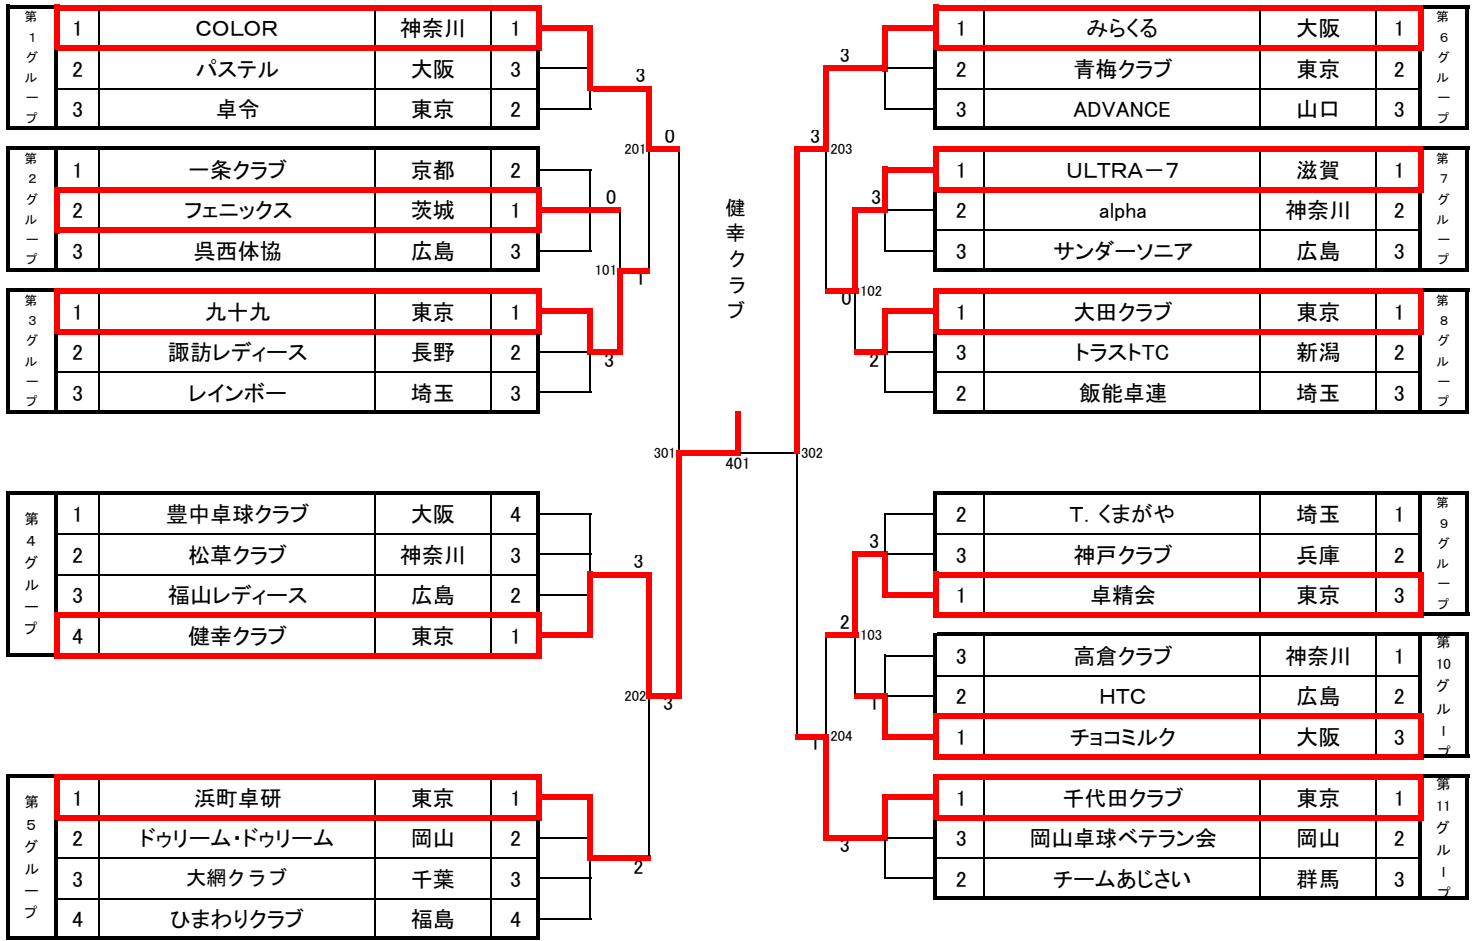 第1グループ
1 COLOR 神奈川 1
2 パステル 大阪 3
3 卓令 東京 2
第2グループ
1 一条クラブ 京都 2
2 フェニックス 茨城 1
3 呉西体協 広島 3
第3グループ
1 九十九 東京 1
2 諏訪レディース 長野 2
3 レインボー 埼玉 3
第4グループ
1 豊中卓球クラブ 大阪 4
2 松草クラブ 神奈川 3
3 福山レディース 広島 2
4 健幸クラブ 東京 1
第5グループ
1 浜町卓研 東京 1
2 ドゥリーム・ドゥリーム 岡山 2
3 大網クラブ 千葉 3
4 ひまわりクラブ 福島 4
3
201
0
0
101
1
3
301
3
202
3
2
健幸クラブ
401
3
3
203
3
102
0
2
302
3
2
103
1
204
1
3
第6グループ
1 みらくる 大阪 1
2 青梅クラブ 東京 2
3 ADVANCE 山口 3
第7グループ
1 ULTRA－7 滋賀 1
2 alpha 神奈川 2
3 サンダーソニア 広島 3
第8グループ
1 大田クラブ 東京 1
3 トラストTC 新潟 2
2 飯能卓連 埼玉 3
第9グループ
2 T. くまがや 埼玉 1
3 神戸クラブ 兵庫 2
1 卓精会 東京 3
第10グループ
3 高倉クラブ 神奈川 1
2 HTC 広島 2
1 チョコミルク 大阪 3
第11グループ
1 千代田クラブ 東京 1
3 岡山卓球ベテラン会 岡山 2
2 チームあじさい 群馬 3